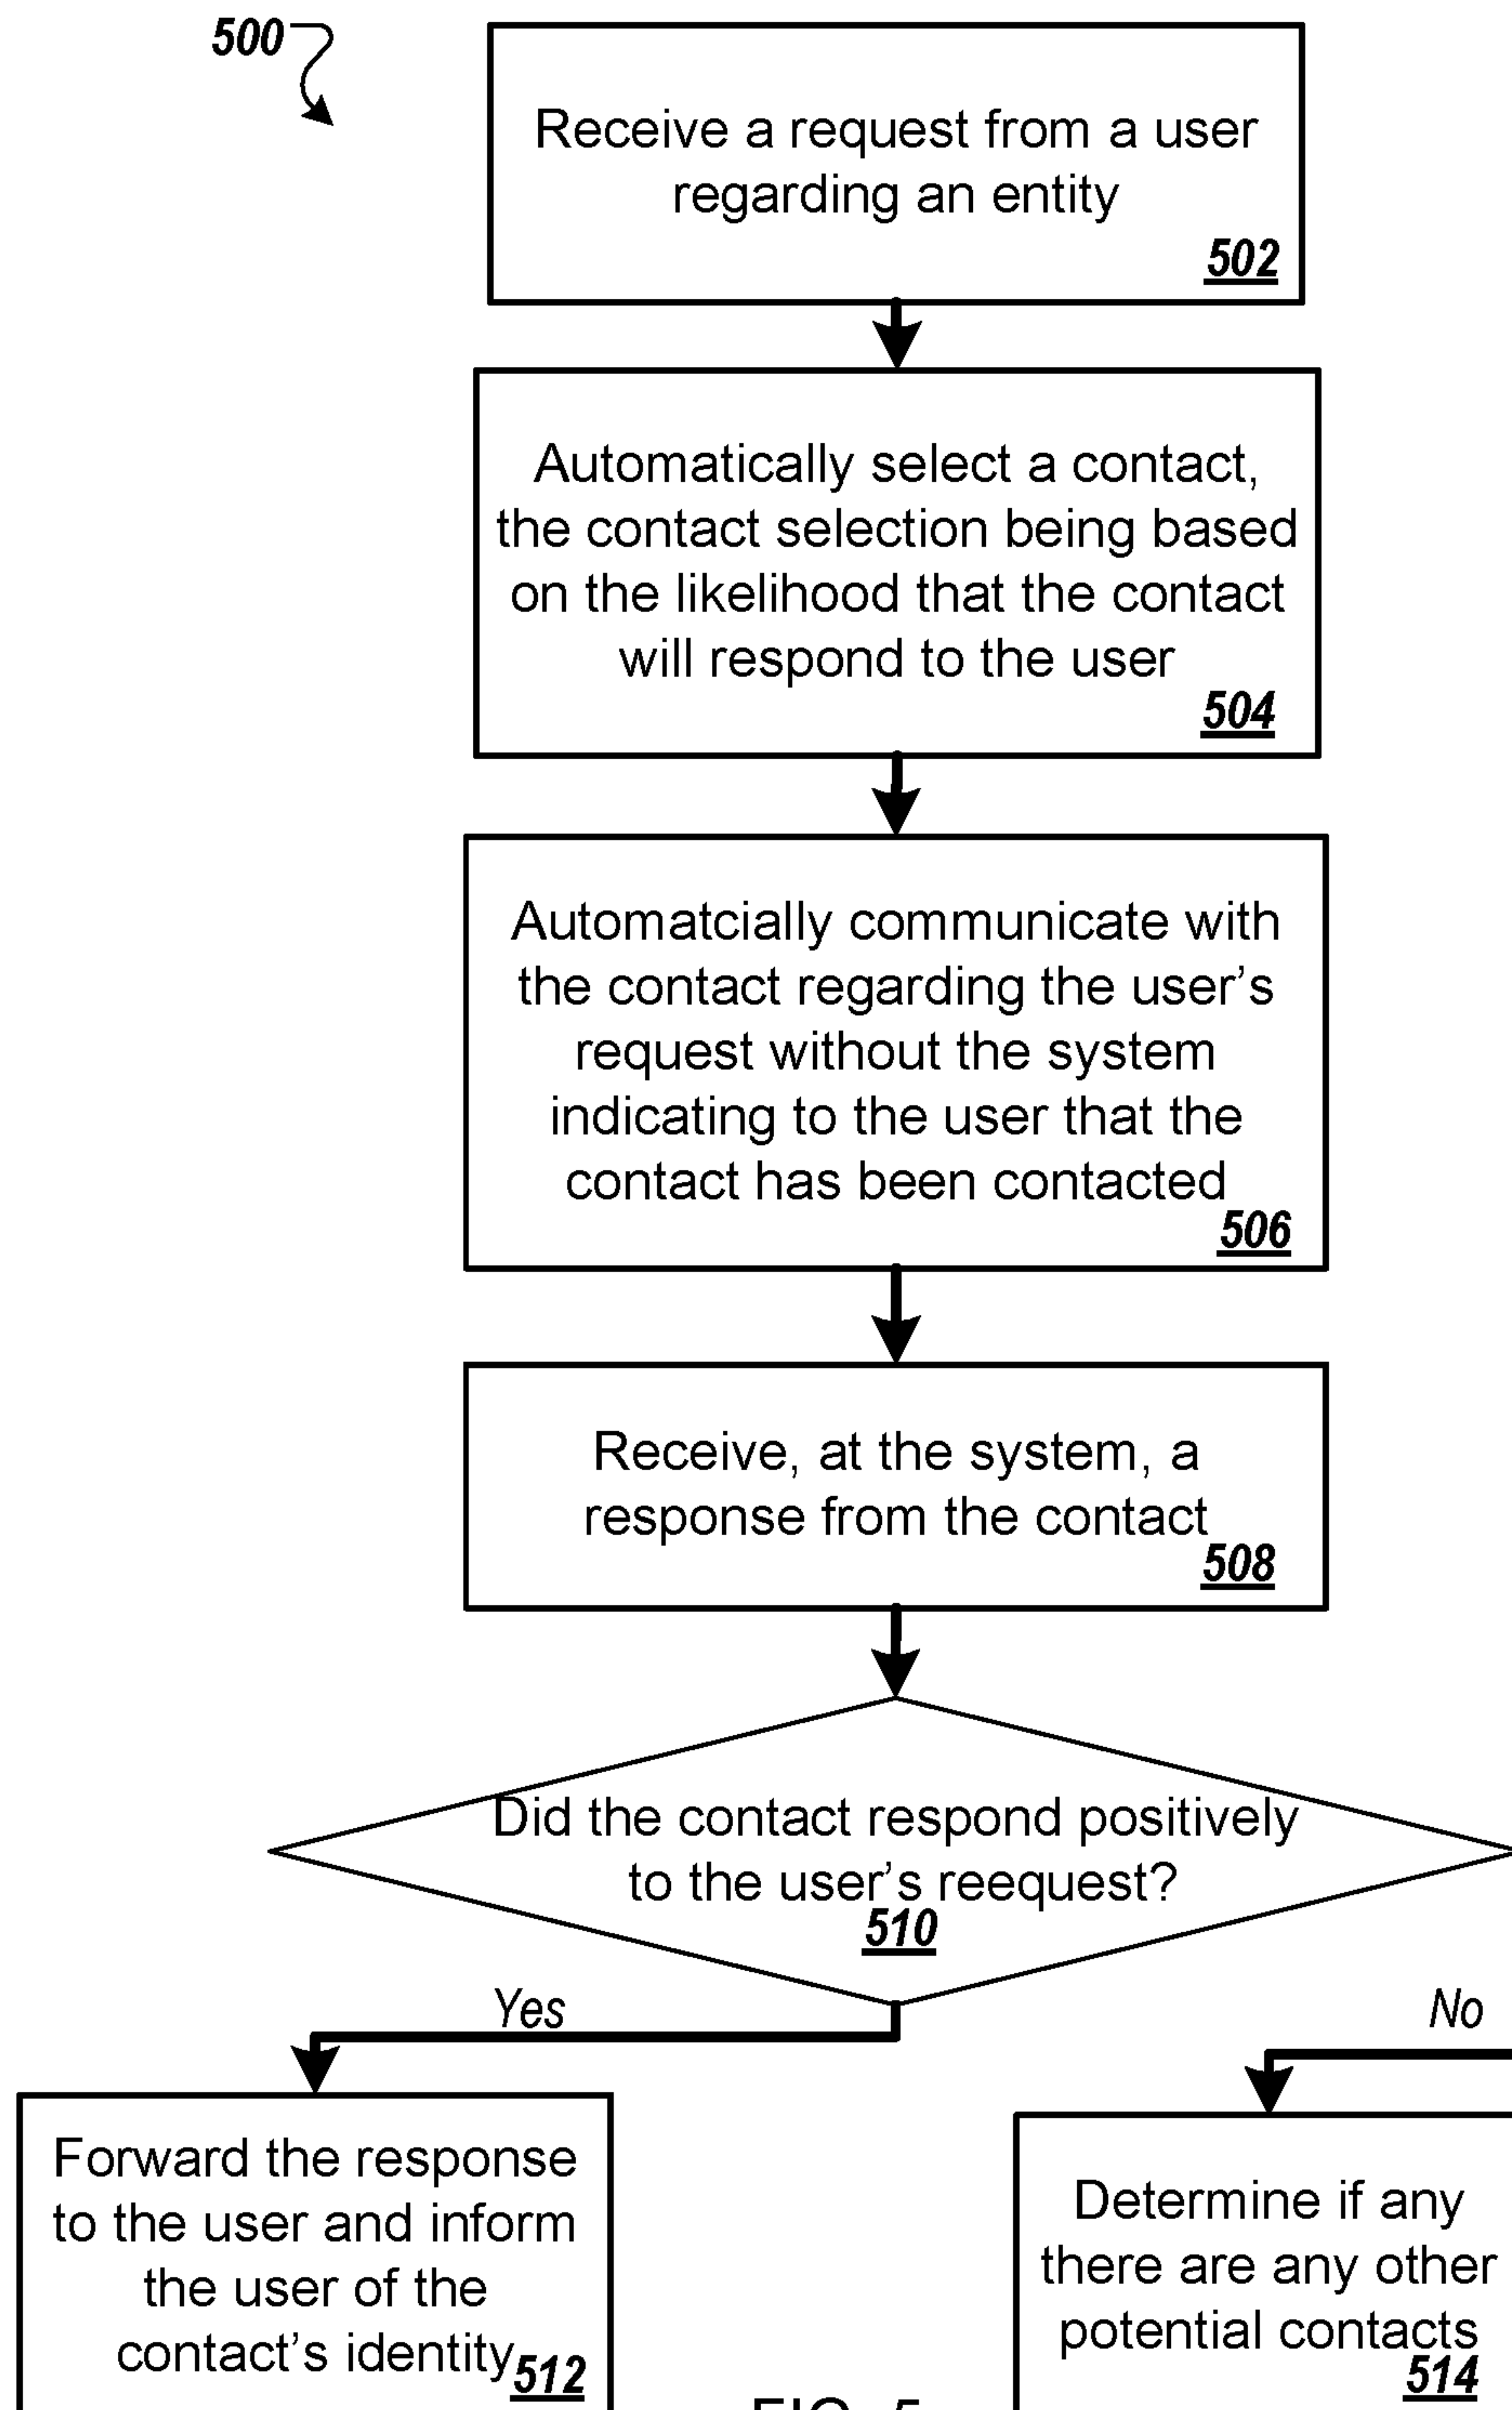 500
Receive a request from a user
regarding an entity
502
Automatically select a contact,
the contact selection being based
on the likelihood that the contact
will respond to the user
504
Automatcially communicate with
the contact regarding the user's
request without the system
indicating to the user that the
contact has been contacted
506
Receive, at the system, a
response from the contact
508
Did the contact respond positively
to the user's reequest?
510
Yes
No
Forward the response
to the user and inform
the user of the
contact's identity
512
Determine if any
there are any other
potential contacts
514
FIG. 5